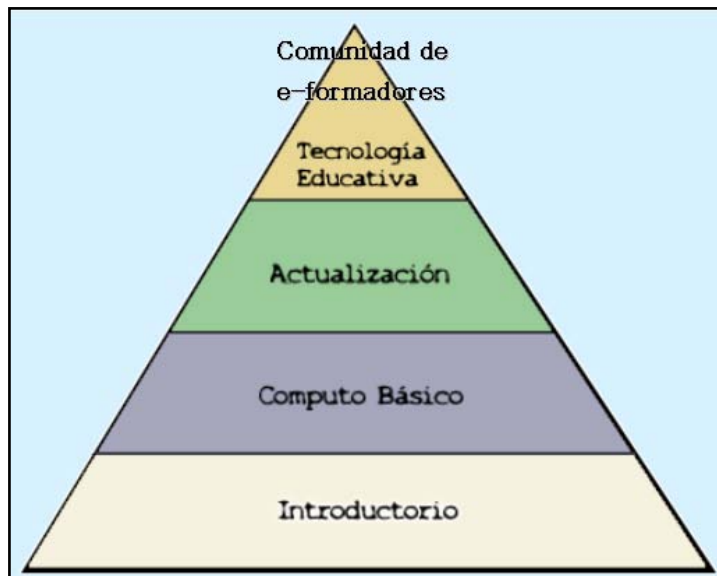 Comunidad de
e-formadores
Tecnología
Educativa
Actualización
Computo Básico
Introductorio